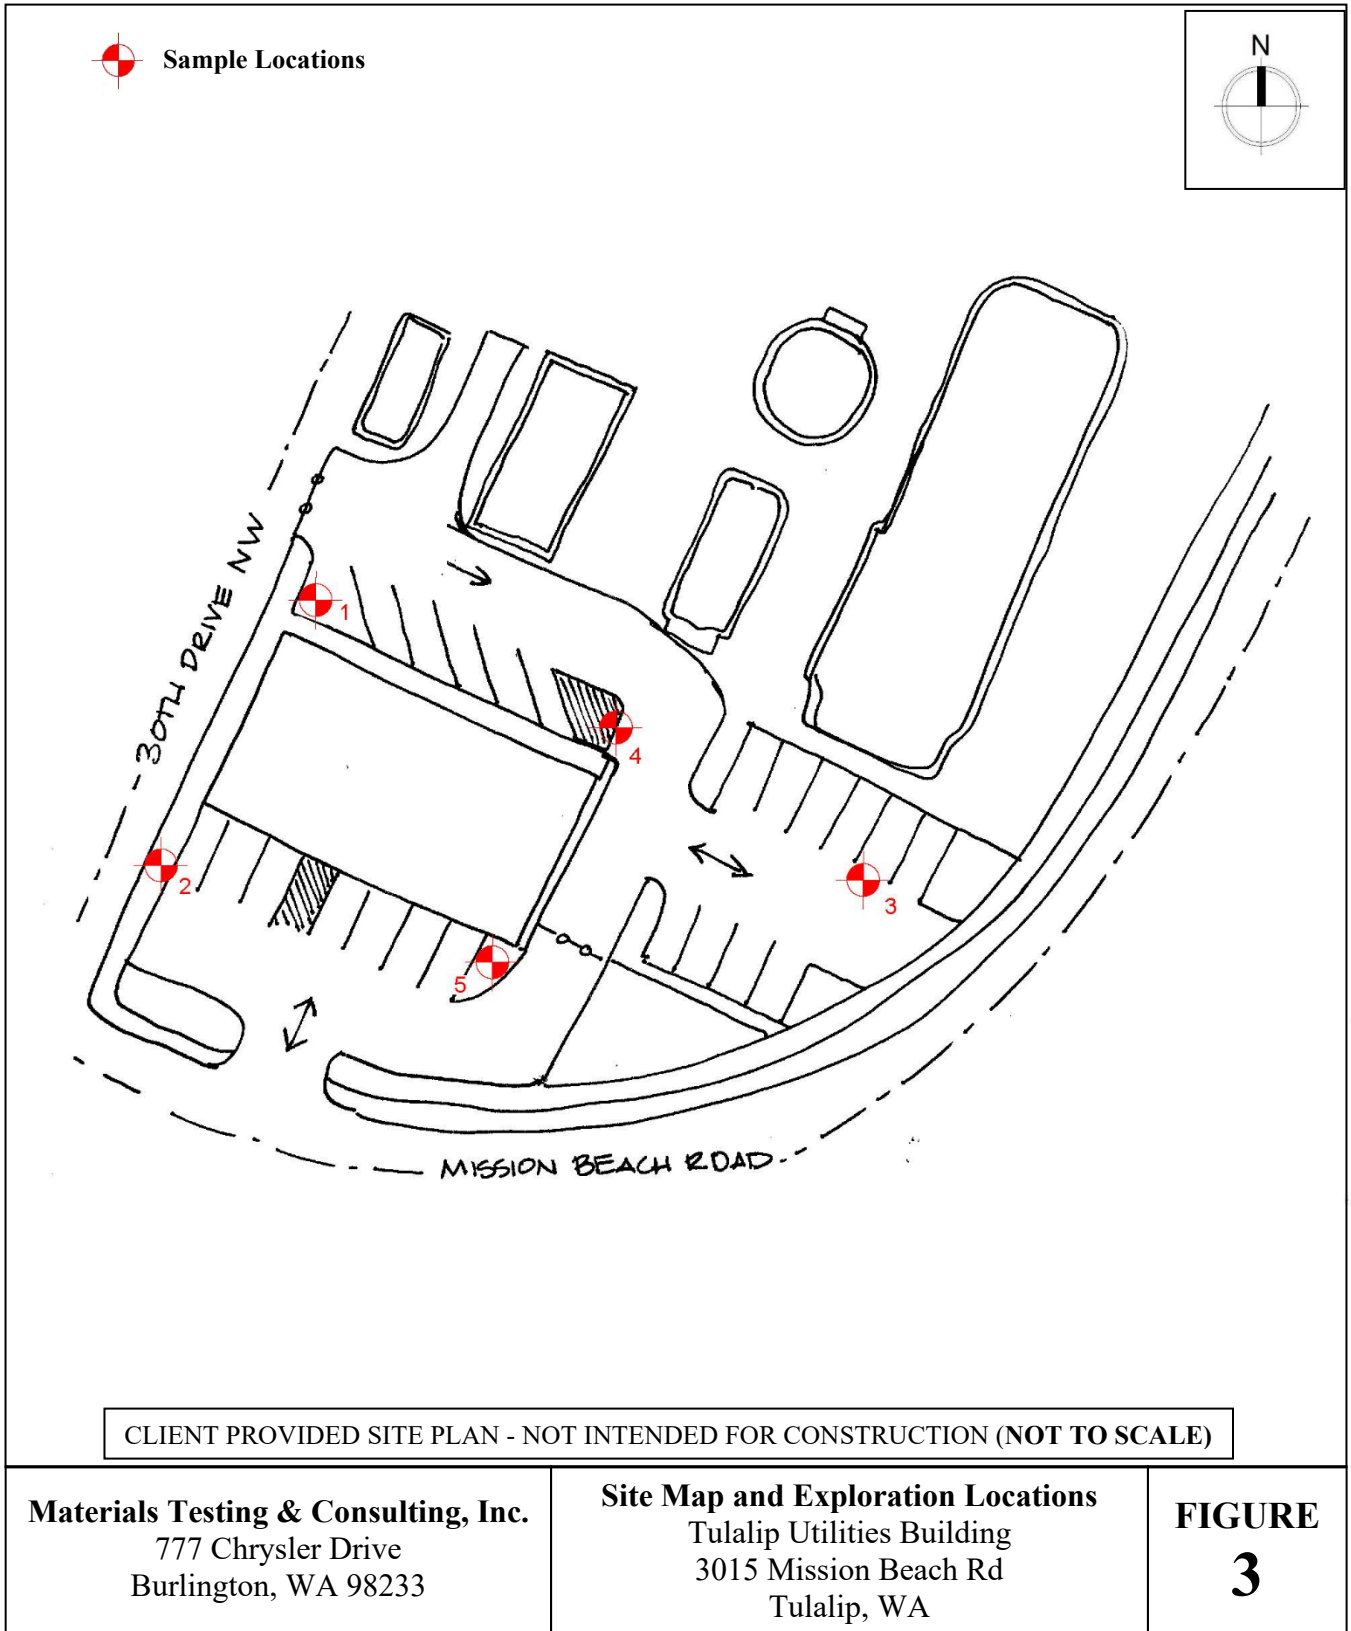 Sample Locations
N
30TH DRIVE NW
1
4
2
3
5
MISSION BEACH ROAD
CLIENT PROVIDED SITE PLAN - NOT INTENDED FOR CONSTRUCTION (NOT TO SCALE)
Materials Testing & Consulting, Inc.
777 Chrysler Drive
Burlington, WA 98233
Site Map and Exploration Locations
Tulalip Utilities Building
3015 Mission Beach Rd
Tulalip, WA
FIGURE
3